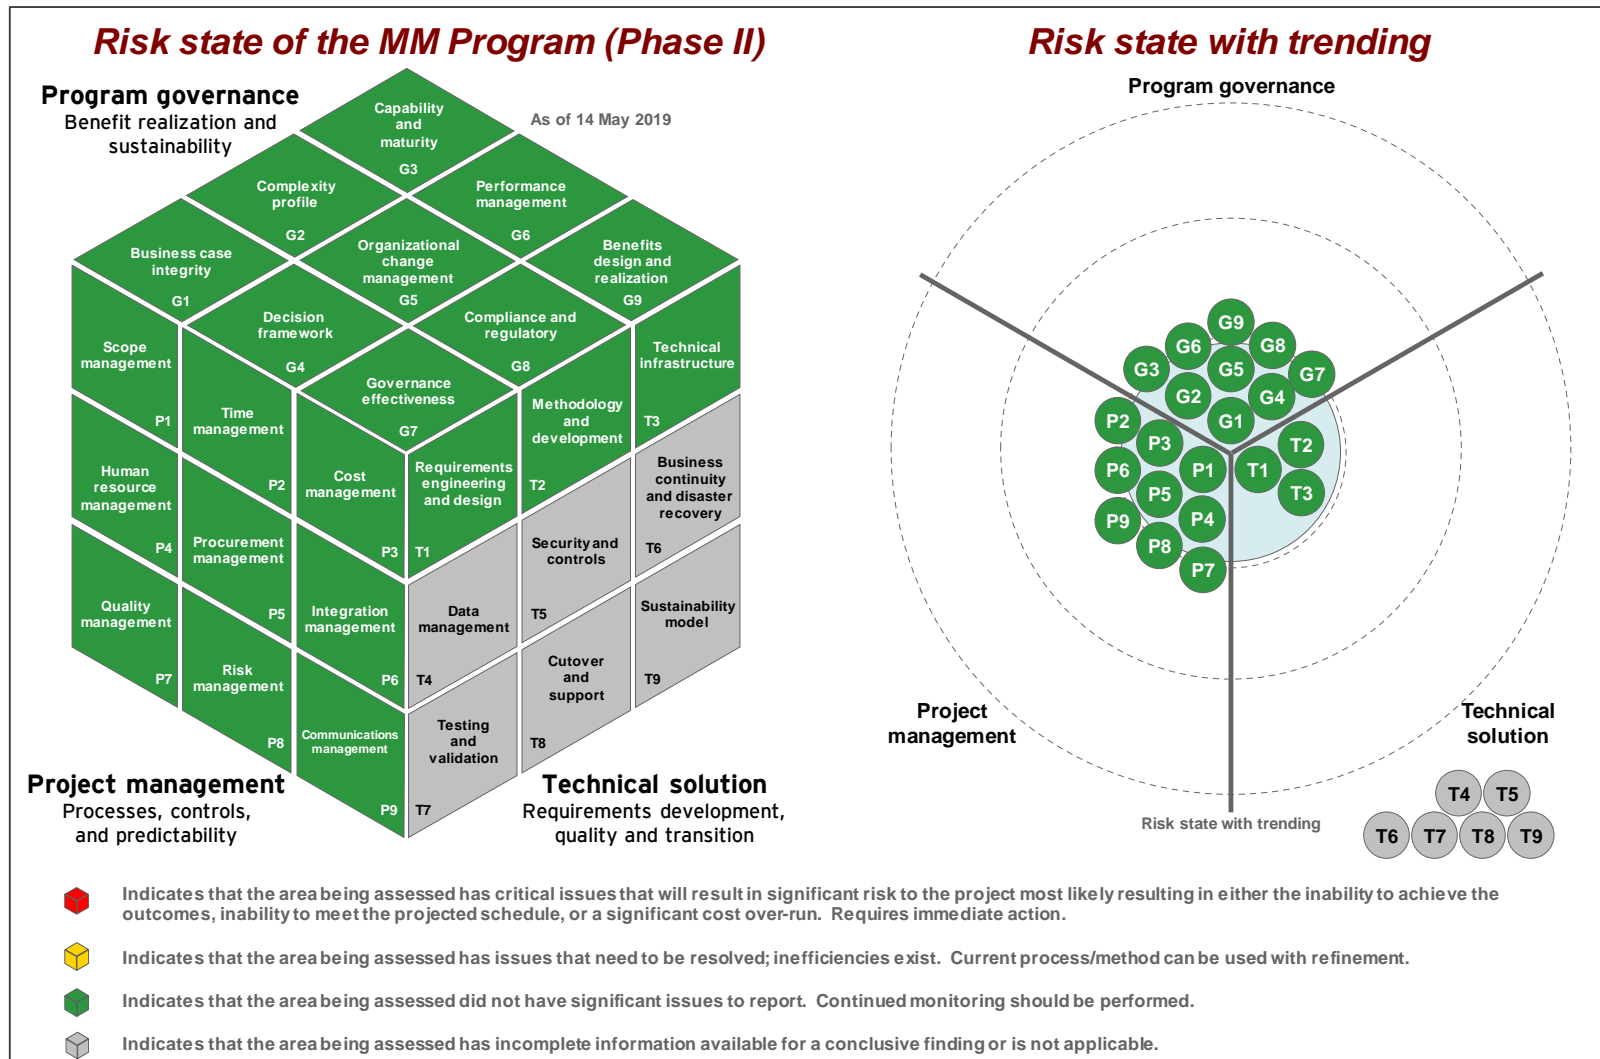 Risk state of the MM Program (Phase II)
Risk state with trending
Program governance
Benefit realization and
sustainability
As of 14 May 2019
Capability
and
maturity
G3
Complexity
profile
G2
Performance
management
G6
Business case
integrity
G1
Organizational
change
management
G5
Benefits
design and
realization
G9
Decision
framework
G4
Compliance and
regulatory
G8
Governance
effectiveness
G7
Scope
management
P1
Time
management
P2
Cost
management
P3
Human
resource
management
P4
Procurement
management
P5
Integration
management
P6
Quality
management
P7
Risk
management
P8
Communications
management
P9
Requirements
engineering
and design
T1
Methodology
and
development
T2
Technical
infrastructure
T3
Data
management
T4
Security and
controls
T5
Business
continuity
and disaster
recovery
T6
Testing
and
validation
T7
Cutover
and
support
T8
Sustainability
model
T9
Project management
Processes, controls,
and predictability
Technical solution
Requirements development,
quality and transition
Program governance
G9
G6
G8
G3
G5
G7
G2
G4
G1
P2
P3
P6
P1
P5
P9
P4
P8
P7
T2
T1
T3
Project
management
Technical
solution
Risk state with trending
T4
T5
T6
T7
T8
T9
Indicates that the area being assessed has critical issues that will result in significant risk to the project most likely resulting in either the inability to achieve the
outcomes, inability to meet the projected schedule, or a significant cost over-run. Requires immediate action.
Indicates that the area being assessed has issues that need to be resolved; inefficiencies exist. Current process/method can be used with refinement.
Indicates that the area being assessed did not have significant issues to report. Continued monitoring should be performed.
Indicates that the area being assessed has incomplete information available for a conclusive finding or is not applicable.